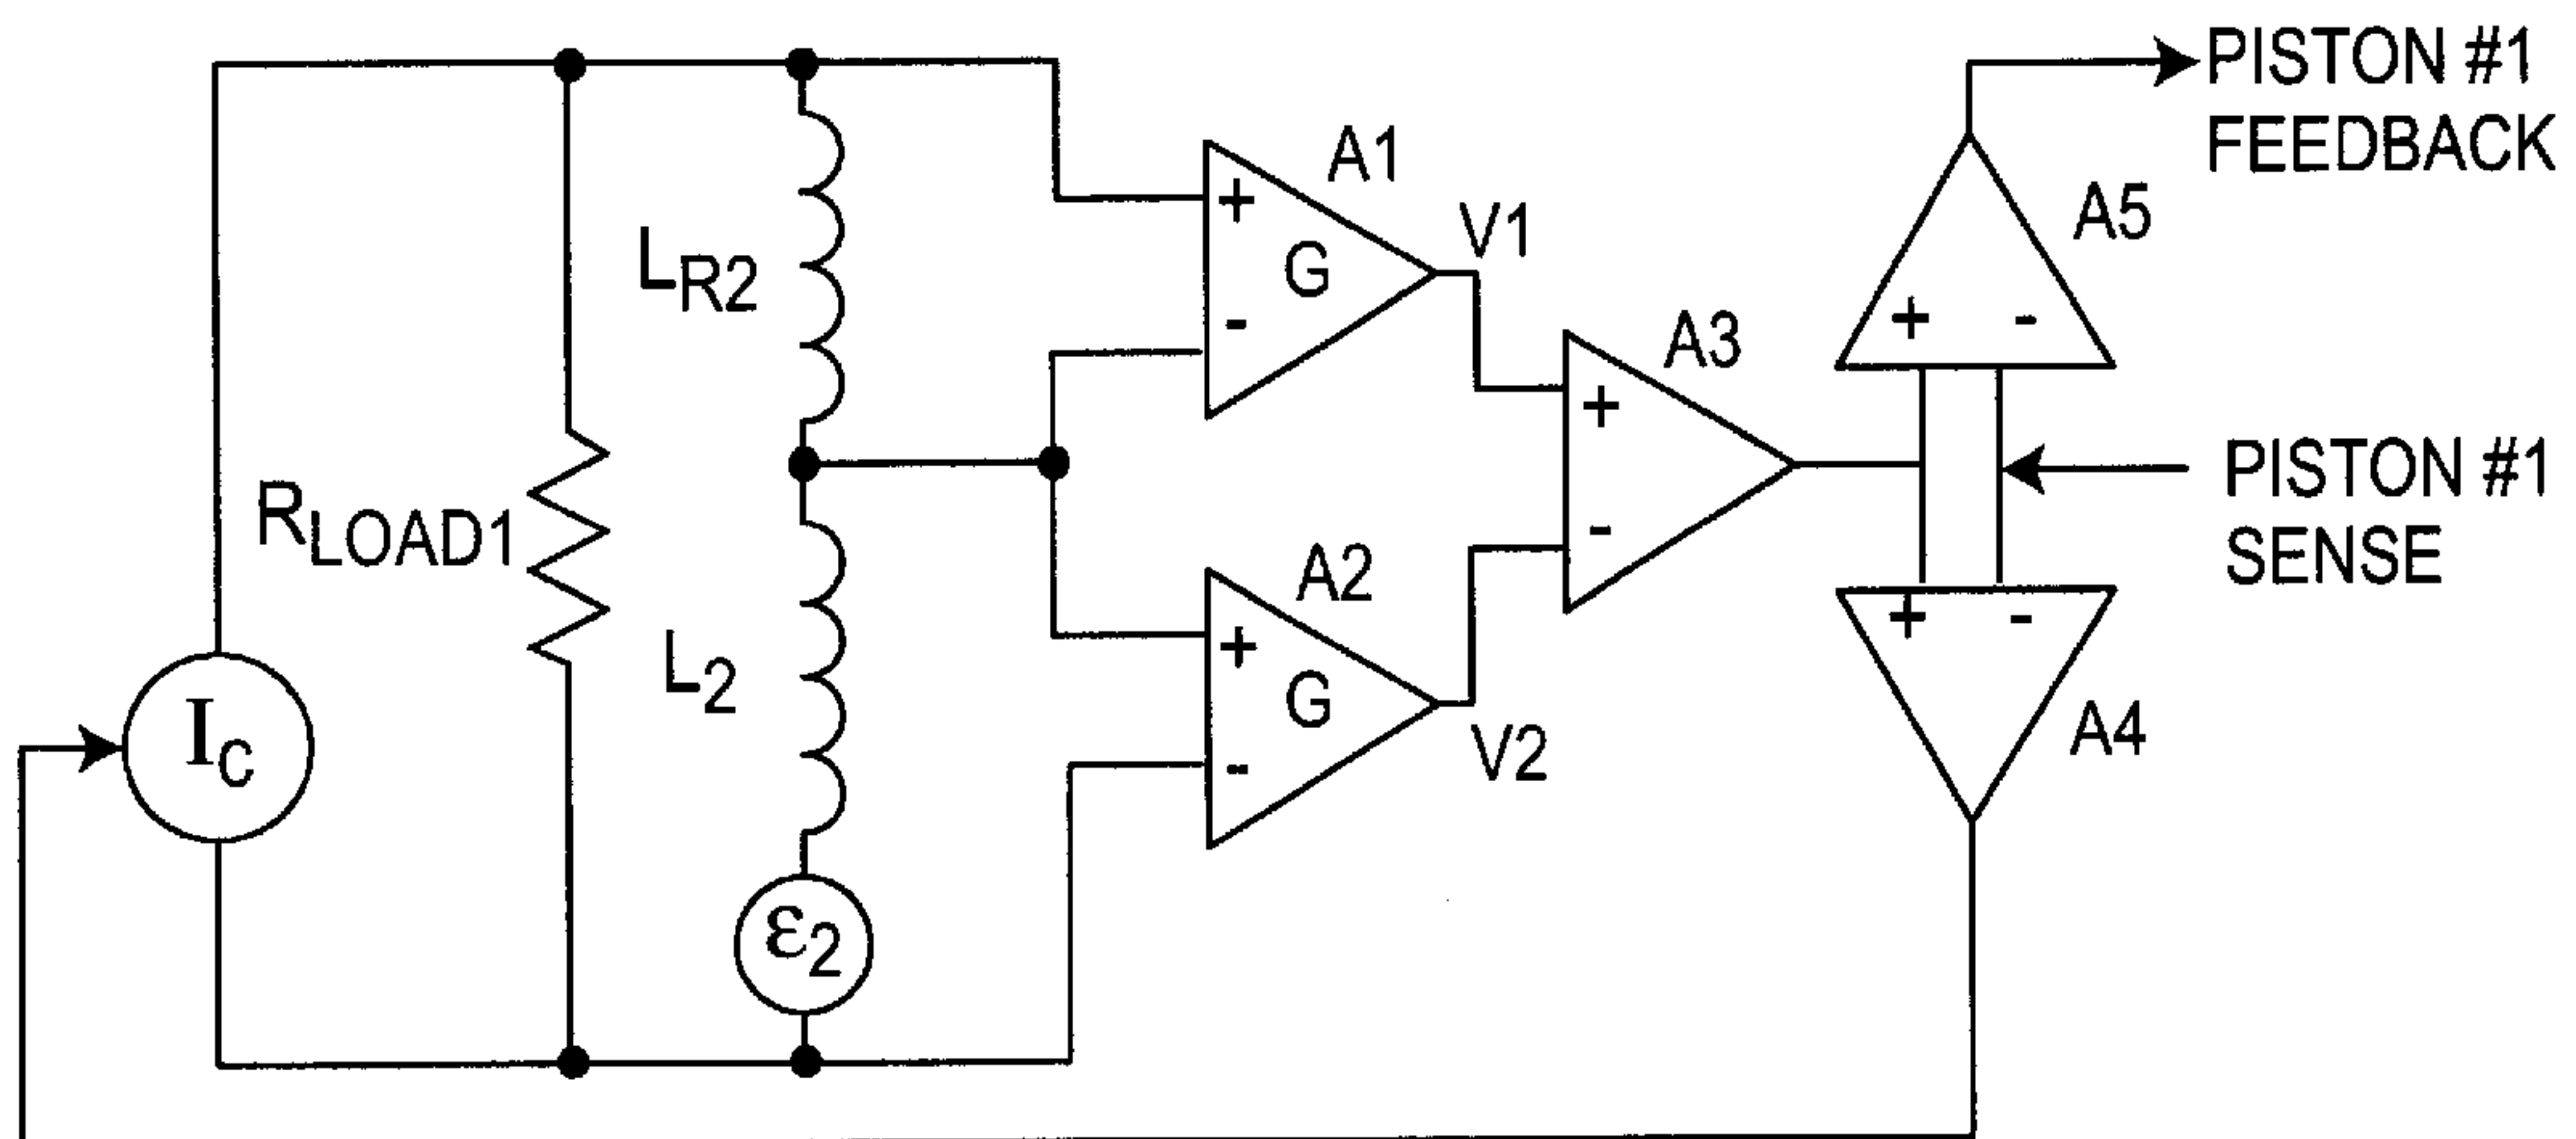 PISTON #1
FEEDBACK
A1
+
G
-
V1
A5
+ -
L_R2
A3
+
-
R_LOAD1
PISTON #1
SENSE
A2
+
G
-
V2
L_2
+ -
A4
I_C
ε_2